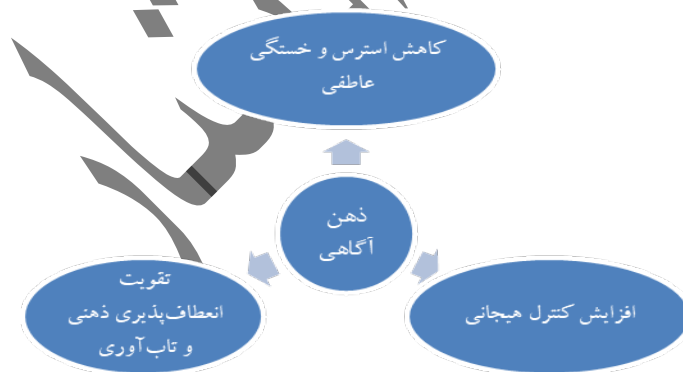 کاهش استرس و خستگی
عاطفی
ذهن
آگاهی
افزایش کنترل هیجانی
تقویت
انعطاف‌پذیری ذهنی
و تاب‌آوری